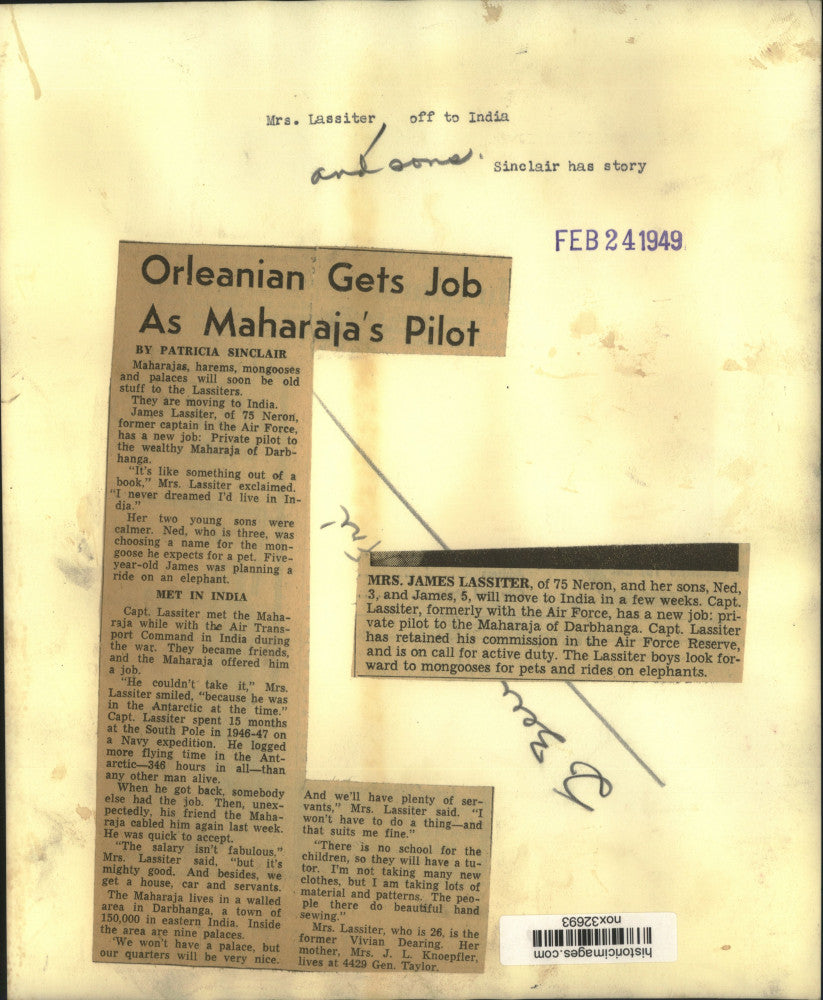 Mrs. Lassiter off to India
and sons.
Sinclair has story
FEB 24 1949
Orleanian Gets Job
As Maharaja's Pilot
BY PATRICIA SINCLAIR
Maharajas, harems, mongooses
and palaces will soon be old
stuff to the Lassiters.
They are moving to India.
James Lassiter, of 75 Neron,
former captain in the Air Force,
has a new job: Private pilot to
the wealthy Maharaja of Darb-
hanga.
"It's like something out of a
book," Mrs. Lassiter exclaimed.
"I never dreamed I'd live in In-
dia."
Her two young sons were
calmer. Ned, who is three, was
choosing a name for the mon-
goose he expects for a pet. Five-
year-old James was planning a
ride on an elephant.
MET IN INDIA
Capt. Lassiter met the Maha-
raja while with the Air Trans-
port Command in India during
the war. They became friends,
and the Maharaja offered him
a job.
"He couldn't take it," Mrs.
Lassiter smiled, "because he was
in the Antarctic at the time."
Capt. Lassiter spent 15 months
at the South Pole in 1946-47 on
a Navy expedition. He logged
more flying time in the Ant-
arctic—346 hours in all—than
any other man alive.
When he got back, somebody
else had the job. Then, unex-
pectedly, his friend the Maha-
raja cabled him again last week.
He was quick to accept.
"The salary isn't fabulous,"
Mrs. Lassiter said, "but it's
mighty good. And besides, we
get a house, car and servants.
The Maharaja lives in a walled
area in Darbhanga, a town of
150,000 in eastern India. Inside
the area are nine palaces.
"We won't have a palace, but
our quarters will be very nice.
And we'll have plenty of ser-
vants," Mrs. Lassiter said. "I
won't have to do a thing—and
that suits me fine."
"There is no school for the
children, so they will have a tu-
tor. I'm not taking many new
clothes, but I am taking lots of
material and patterns. The peo-
ple there do beautiful hand
sewing."
Mrs. Lassiter, who is 26, is the
former Vivian Dearing. Her
mother, Mrs. J. L. Knoepfler,
lives at 4429 Gen. Taylor.
MRS. JAMES LASSITER, of 75 Neron, and her sons, Ned,
3, and James, 5, will move to India in a few weeks. Capt.
Lassiter, formerly with the Air Force, has a new job: pri-
vate pilot to the Maharaja of Darbhanga. Capt. Lassiter
has retained his commission in the Air Force Reserve,
and is on call for active duty. The Lassiter boys look for-
ward to mongooses for pets and rides on elephants.
historicimages.com
nox32693